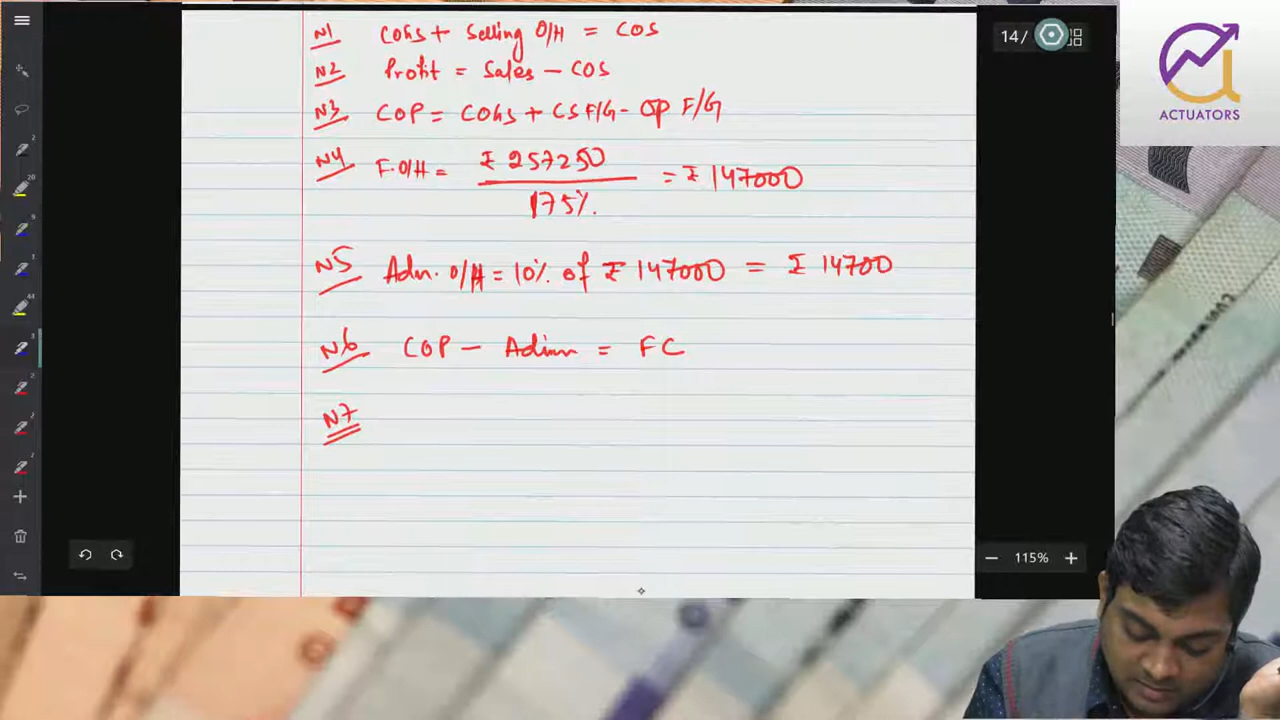 N1 COGS + Selling O/H = COS
N2 Profit = Sales - COS
N3 COP = COGS + CS F/G - OP F/G
N4 F.O/H = ₹ 257250 / 175% = ₹ 147000
N5 Adm. O/H = 10% of ₹ 147000 = ₹ 14700
N6 COP - Admn = FC
N7
14 /
115%
ACTUATORS